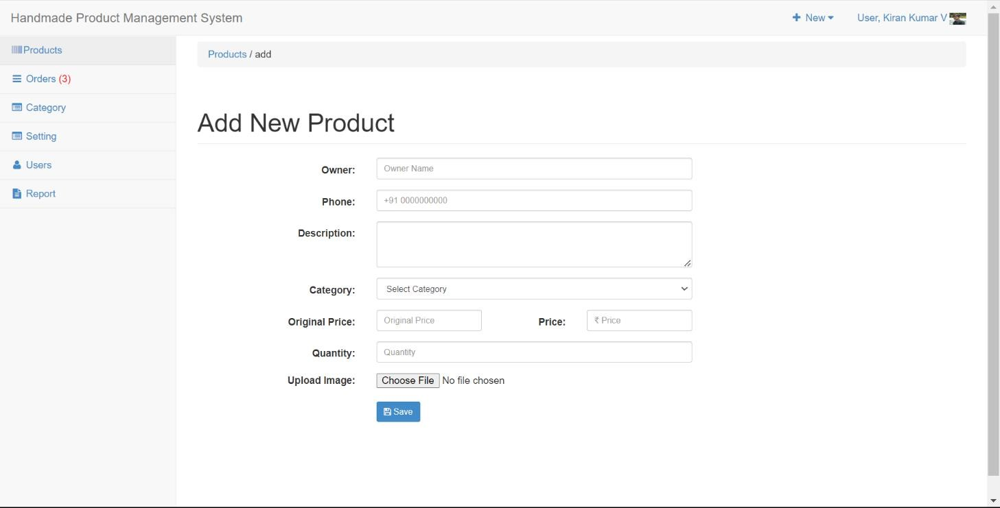 Handmade Product Management System
New
User, Kiran Kumar V
Products
Orders (3)
Category
Setting
Users
Report
Products / add
Add New Product
Owner: Owner Name
Phone: +91 0000000000
Description:
Category: Select Category
Original Price: Original Price Price: ₹ Price
Quantity: Quantity
Upload Image: Choose File No file chosen
Save